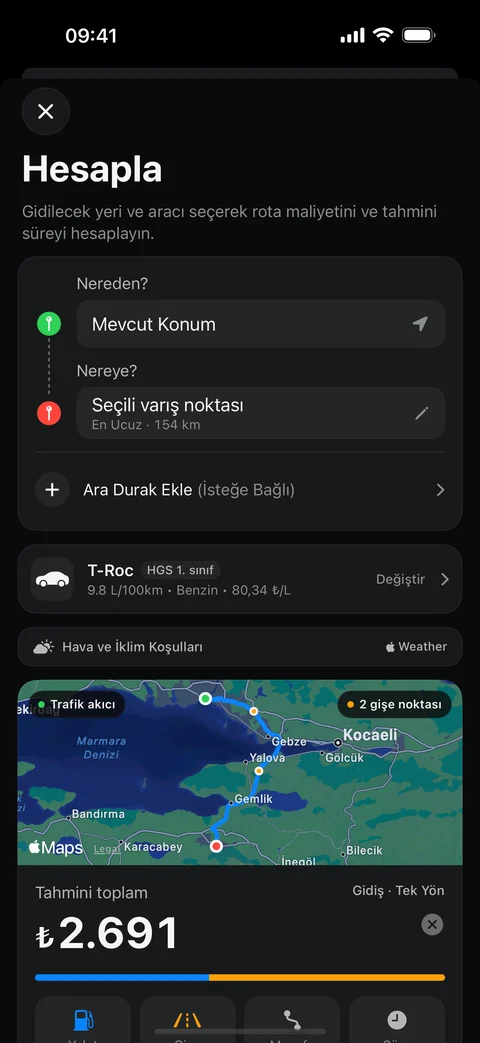 09:41
Hesapla
Gidilecek yeri ve aracı seçerek rota maliyetini ve tahmini
süreyi hesaplayın.
Nereden?
Mevcut Konum
Nereye?
Seçili varış noktası
En Ucuz · 154 km
Ara Durak Ekle (İsteğe Bağlı)
T-Roc HGS 1. sınıf
9.8 L/100km • Benzin • 80,34 ₺/L
Değiştir
Hava ve İklim Koşulları
Weather
Trafik akıcı
2 gişe noktası
Marmara
Denizi
Kocaeli
Gebze
Yalova
Gölcük
Gemlik
Bandırma
Maps
Legal
Karacabey
Bilecik
İnegöl
Tahmini toplam
Gidiş · Tek Yön
₺2.691